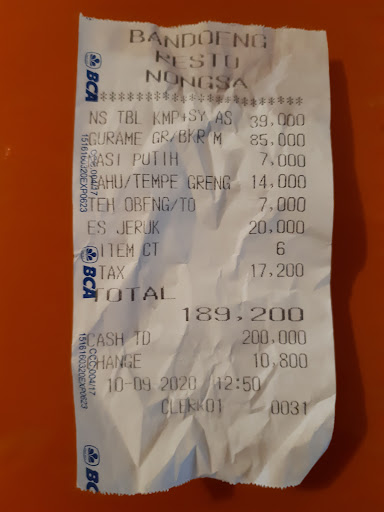 BANDOENG
RESTO
NONGSA
************************
NS TBL KMP+SY AS 39,000
GURAME GR/BKR M 85,000
NASI PUTIH 7,000
TAHU/TEMPE GRENG 14,000
TEH OBENG/TO 7,000
ES JERUK 20,000
ITEM CT 6
TAX 17,200
TOTAL
189,200
CASH TD 200,000
CHANGE 10,800
10-09-2020 12:50
CLERK01 0031
BCA
BCA